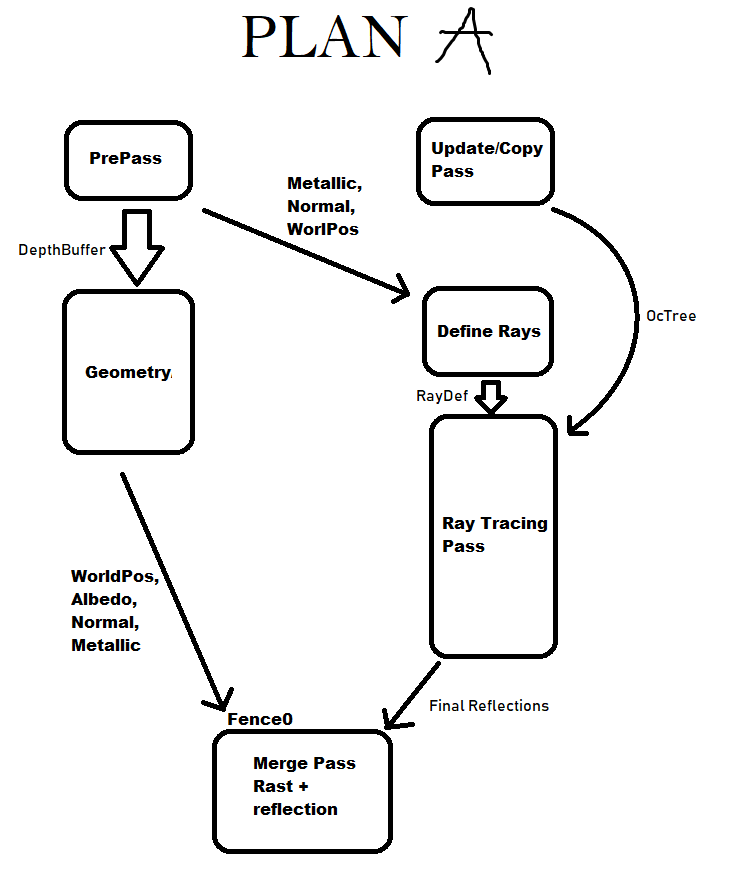 PLAN A
PrePass
Update/Copy
Pass
Metallic,
Normal,
WorlPos
DepthBuffer
OcTree
Define Rays
Geometry.
RayDef
Ray Tracing
Pass
WorldPos,
Albedo,
Normal,
Metallic
Final Reflections
Fence0
Merge Pass
Rast +
reflection